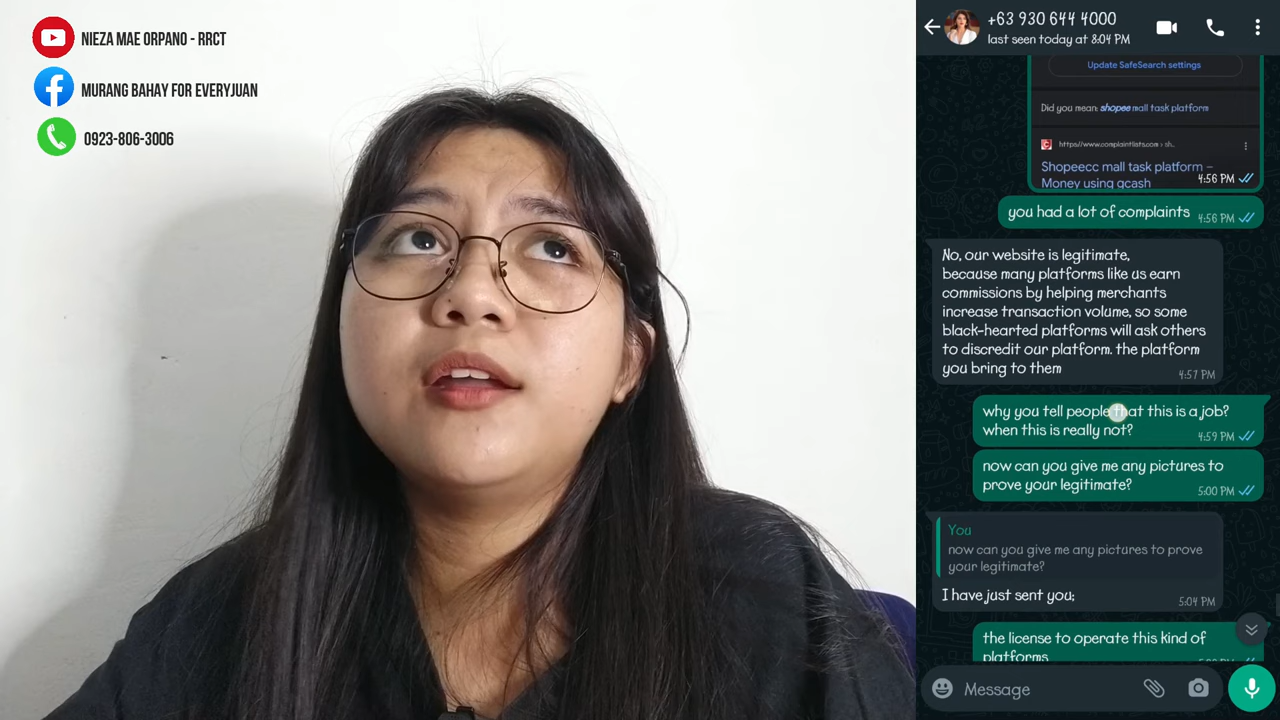 NIEZA MAE ORPANO - RRCT
MURANG BAHAY FOR EVERYJUAN
0923-806-3006
+63 930 644 4000
last seen today at 8:04 PM
Update SafeSearch settings
Did you mean: shopee mall task platform
https://www.complaintlists.com › sh..
Shopeecc mall task platform –
Money using gcash
4:56 PM
you had a lot of complaints
4:56 PM
No, our website is legitimate,
because many platforms like us earn
commissions by helping merchants
increase transaction volume, so some
black-hearted platforms will ask others
to discredit our platform. the platform
you bring to them
4:57 PM
why you tell people that this is a job?
when this is really not?
4:59 PM
now can you give me any pictures to
prove your legitimate?
5:00 PM
You
now can you give me any pictures to prove
your legitimate?
I have just sent you;
5:04 PM
the license to operate this kind of
platforms
Message